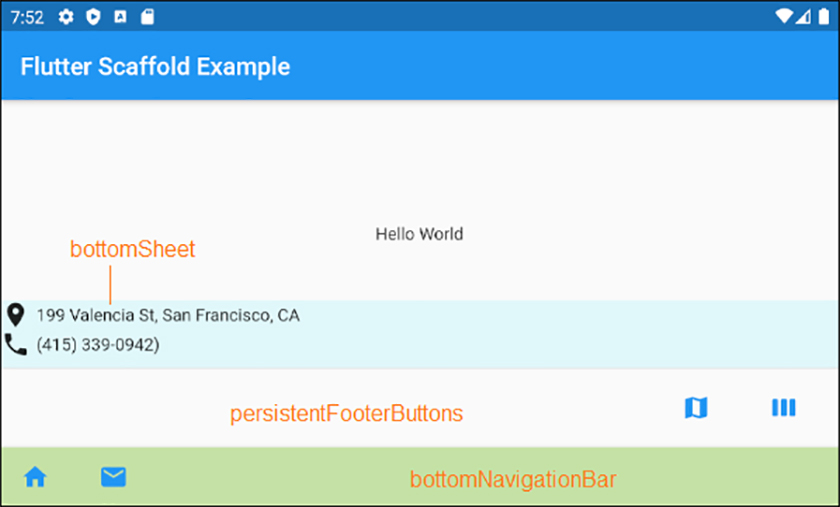 7:52
Flutter Scaffold Example
Hello World
bottomSheet
199 Valencia St, San Francisco, CA
(415) 339-0942)
persistentFooterButtons
bottomNavigationBar